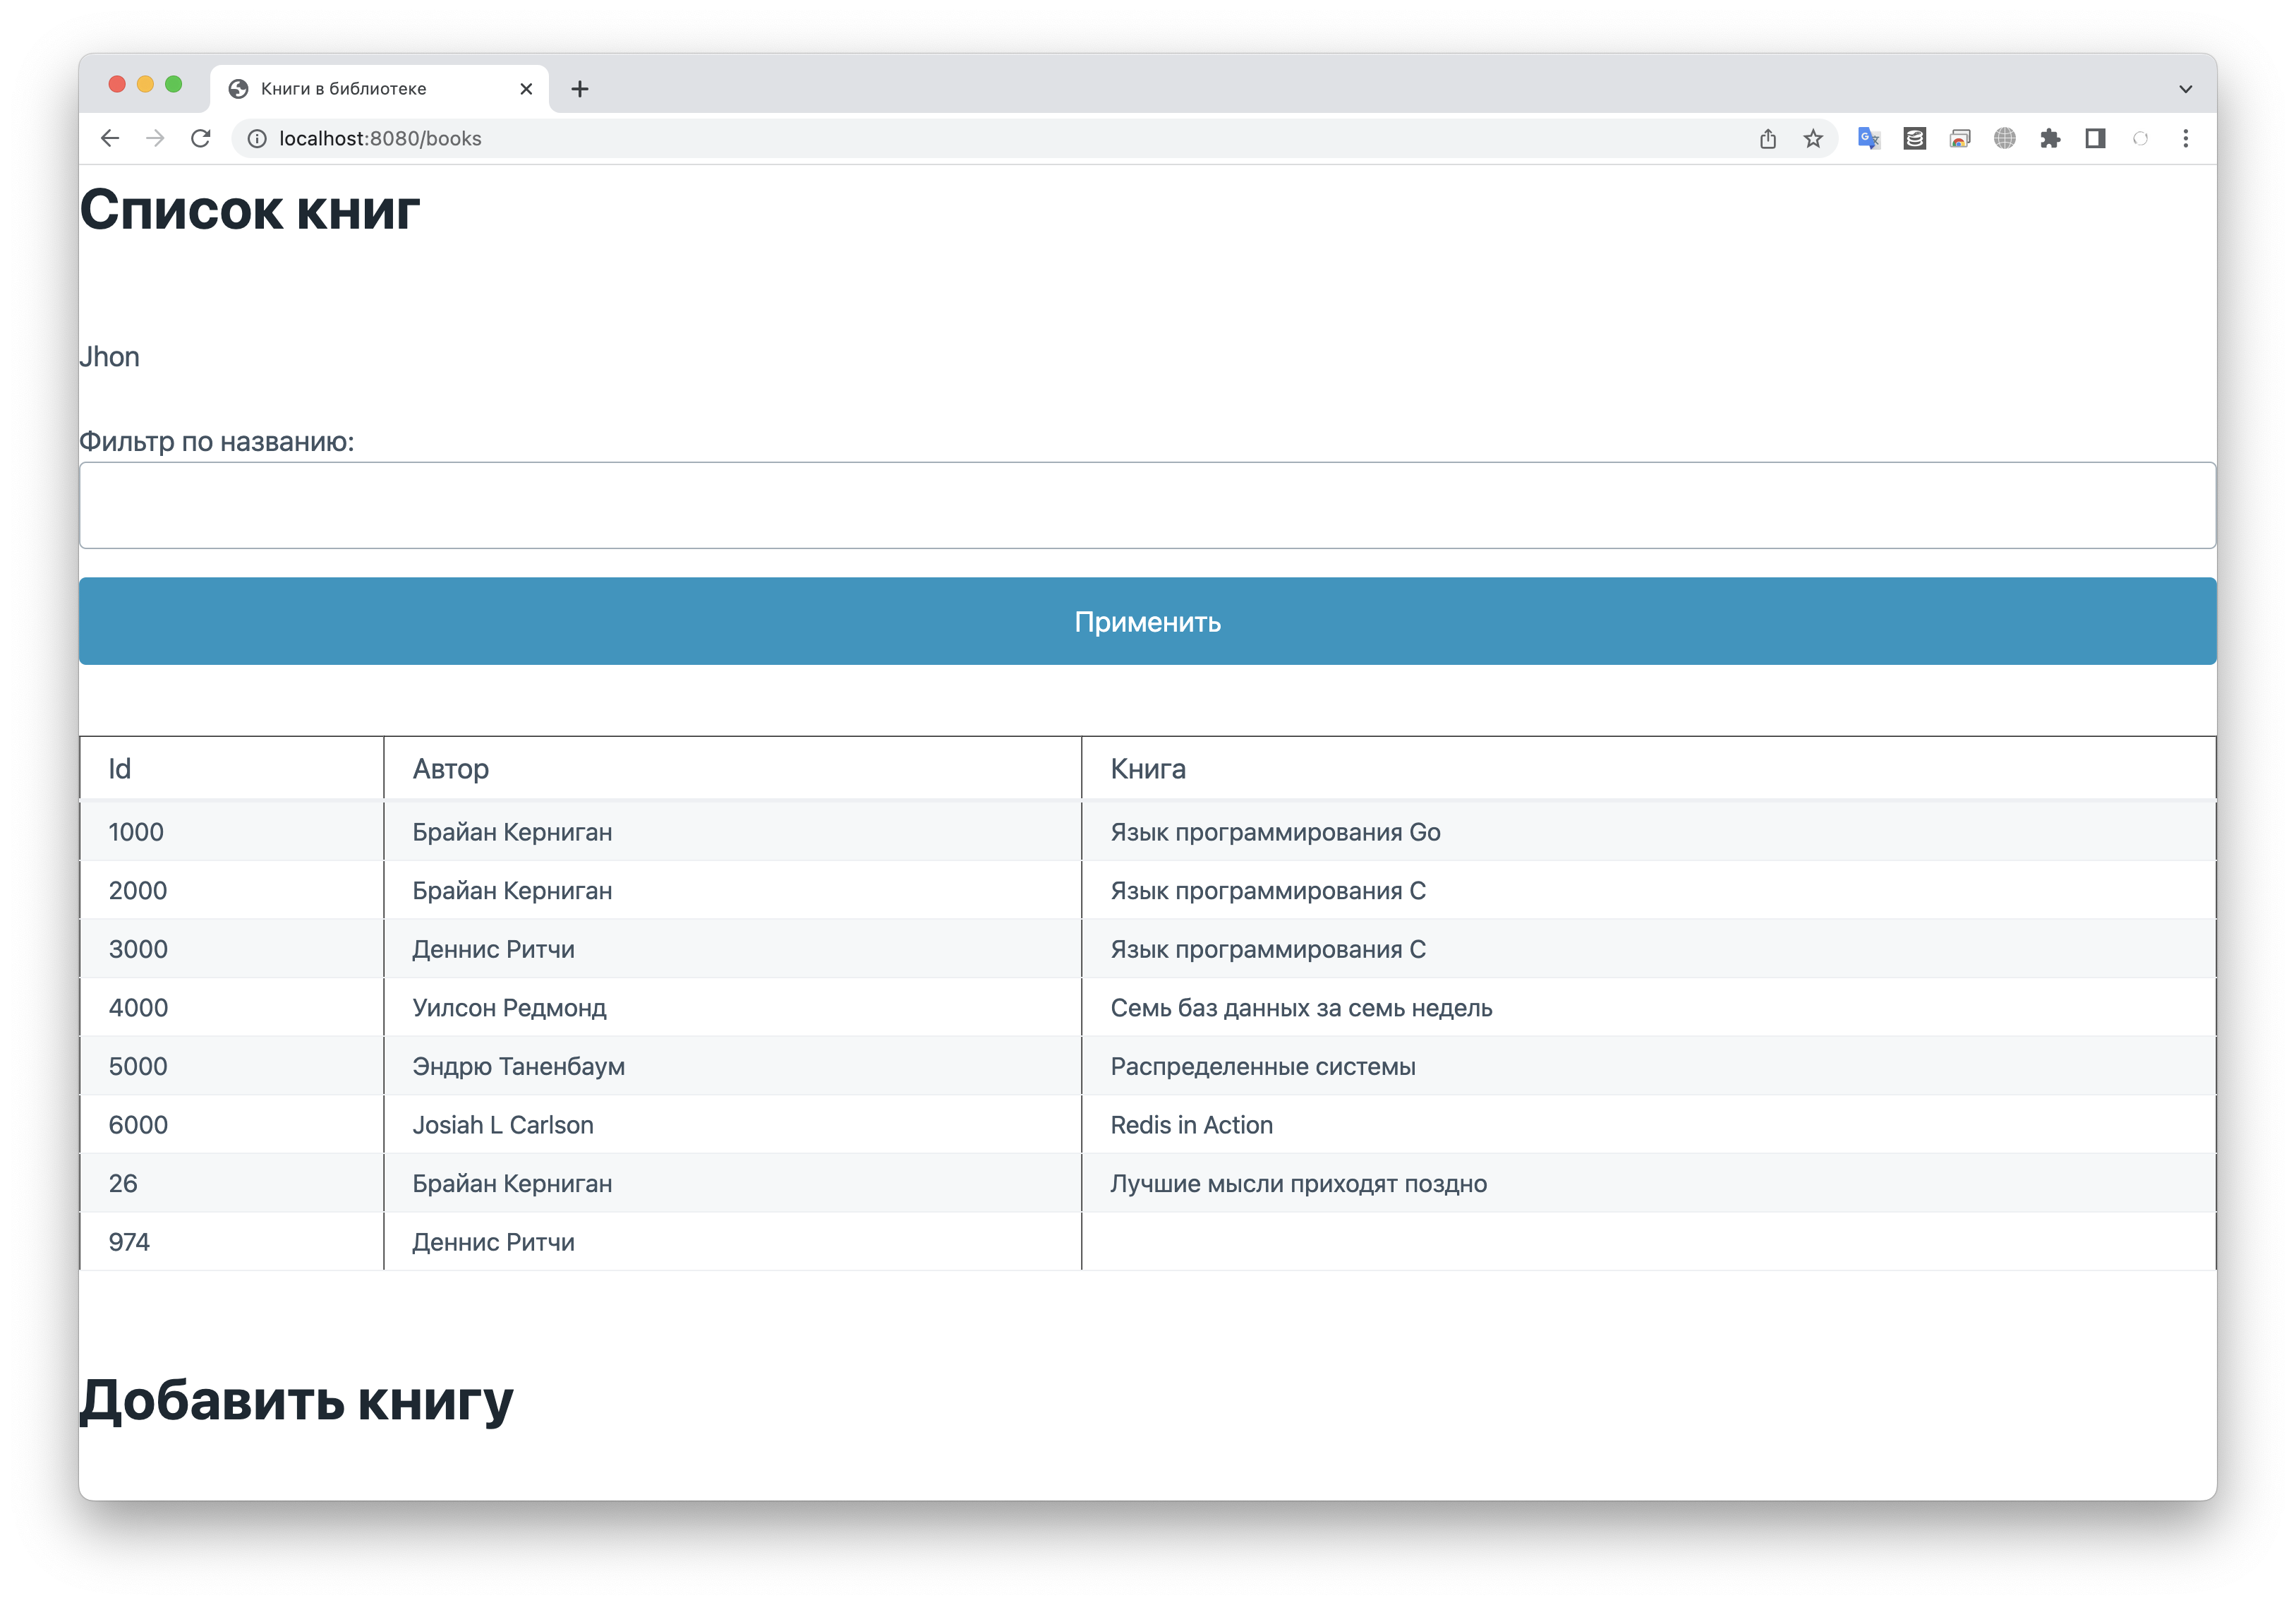 Книги в библиотеке
localhost:8080/books
Список книг
Jhon
Фильтр по названию:
Применить
Id Автор Книга
1000 Брайан Керниган Язык программирования Go
2000 Брайан Керниган Язык программирования C
3000 Деннис Ритчи Язык программирования C
4000 Уилсон Редмонд Семь баз данных за семь недель
5000 Эндрю Таненбаум Распределенные системы
6000 Josiah L Carlson Redis in Action
26 Брайан Керниган Лучшие мысли приходят поздно
974 Деннис Ритчи
Добавить книгу